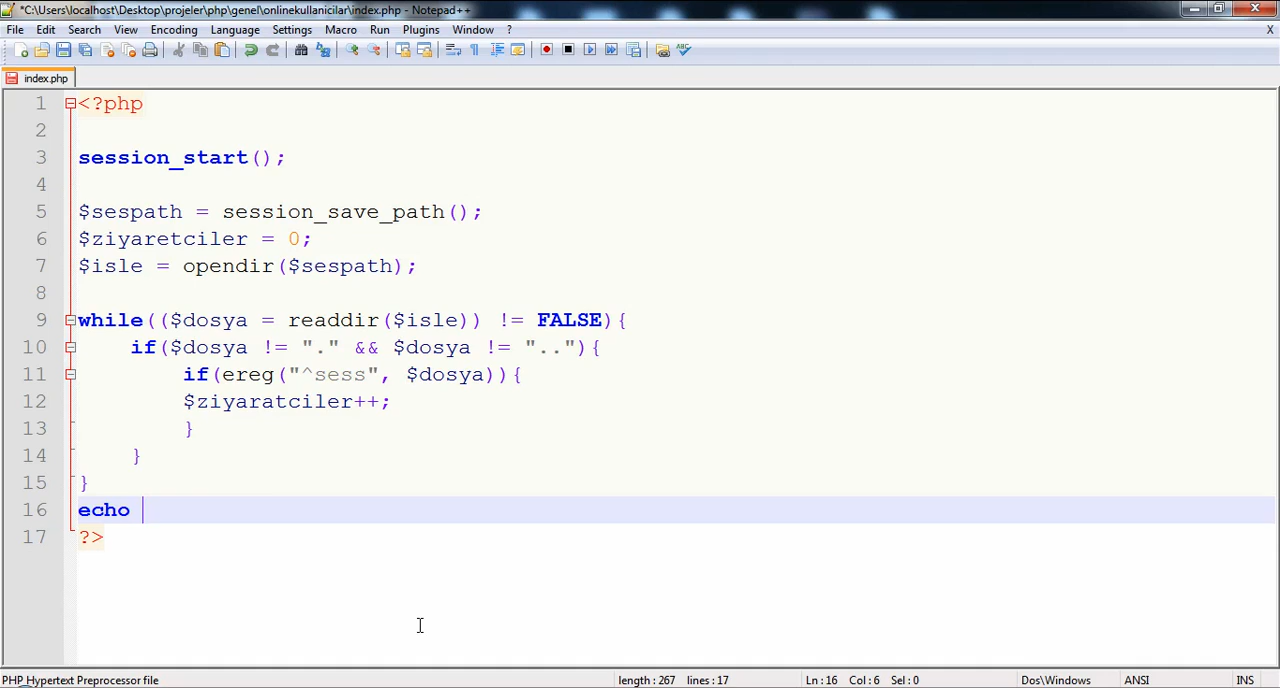 *C:\Users\localhost\Desktop\projeler\php\genel\onlinekullanicilar\index.php - Notepad++
File Edit Search View Encoding Language Settings Macro Run Plugins Window ? X
index.php
1 <?php
2
3 session_start();
4
5 $sespath = session_save_path();
6 $ziyaretciler = 0;
7 $isle = opendir($sespath);
8
9 while(($dosya = readdir($isle)) != FALSE){
10 if($dosya != "." && $dosya != ".."){
11 if(ereg("^sess", $dosya)){
12 $ziyaratciler++;
13 }
14 }
15 }
16 echo
17 ?>
PHP Hypertext Preprocessor file length : 267 lines : 17 Ln : 16 Col : 6 Sel : 0 Dos\Windows ANSI INS